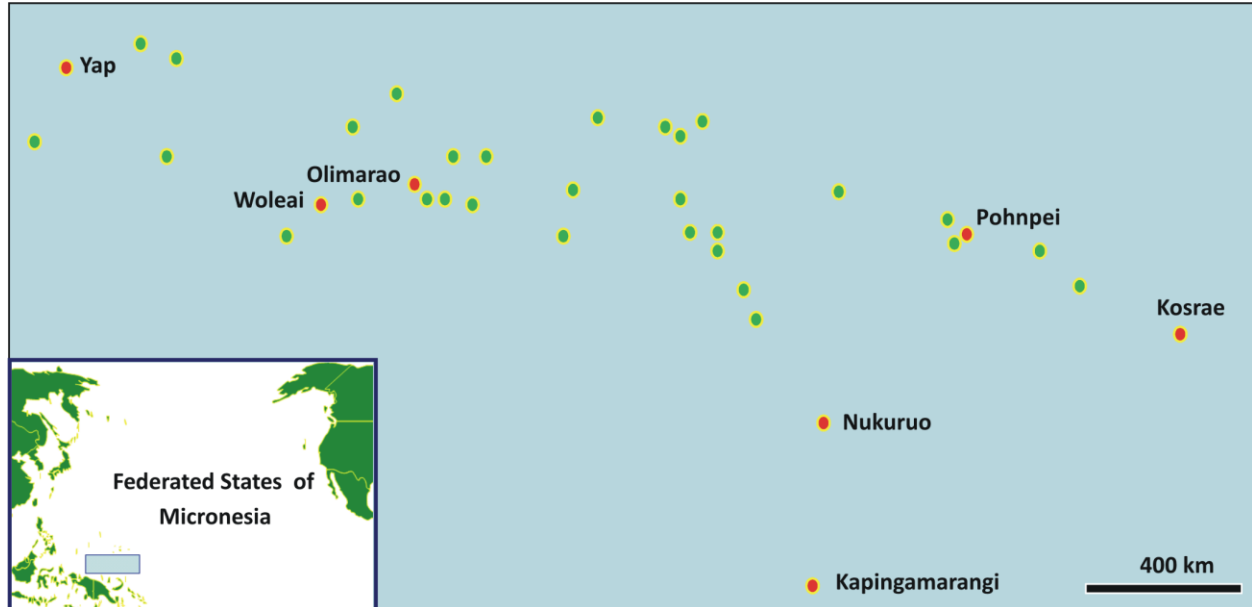 Yap
Olimarao
Woleai
Pohnpei
Kosrae
Nukuruo
Federated States of
Micronesia
400 km
Kapingamarangi